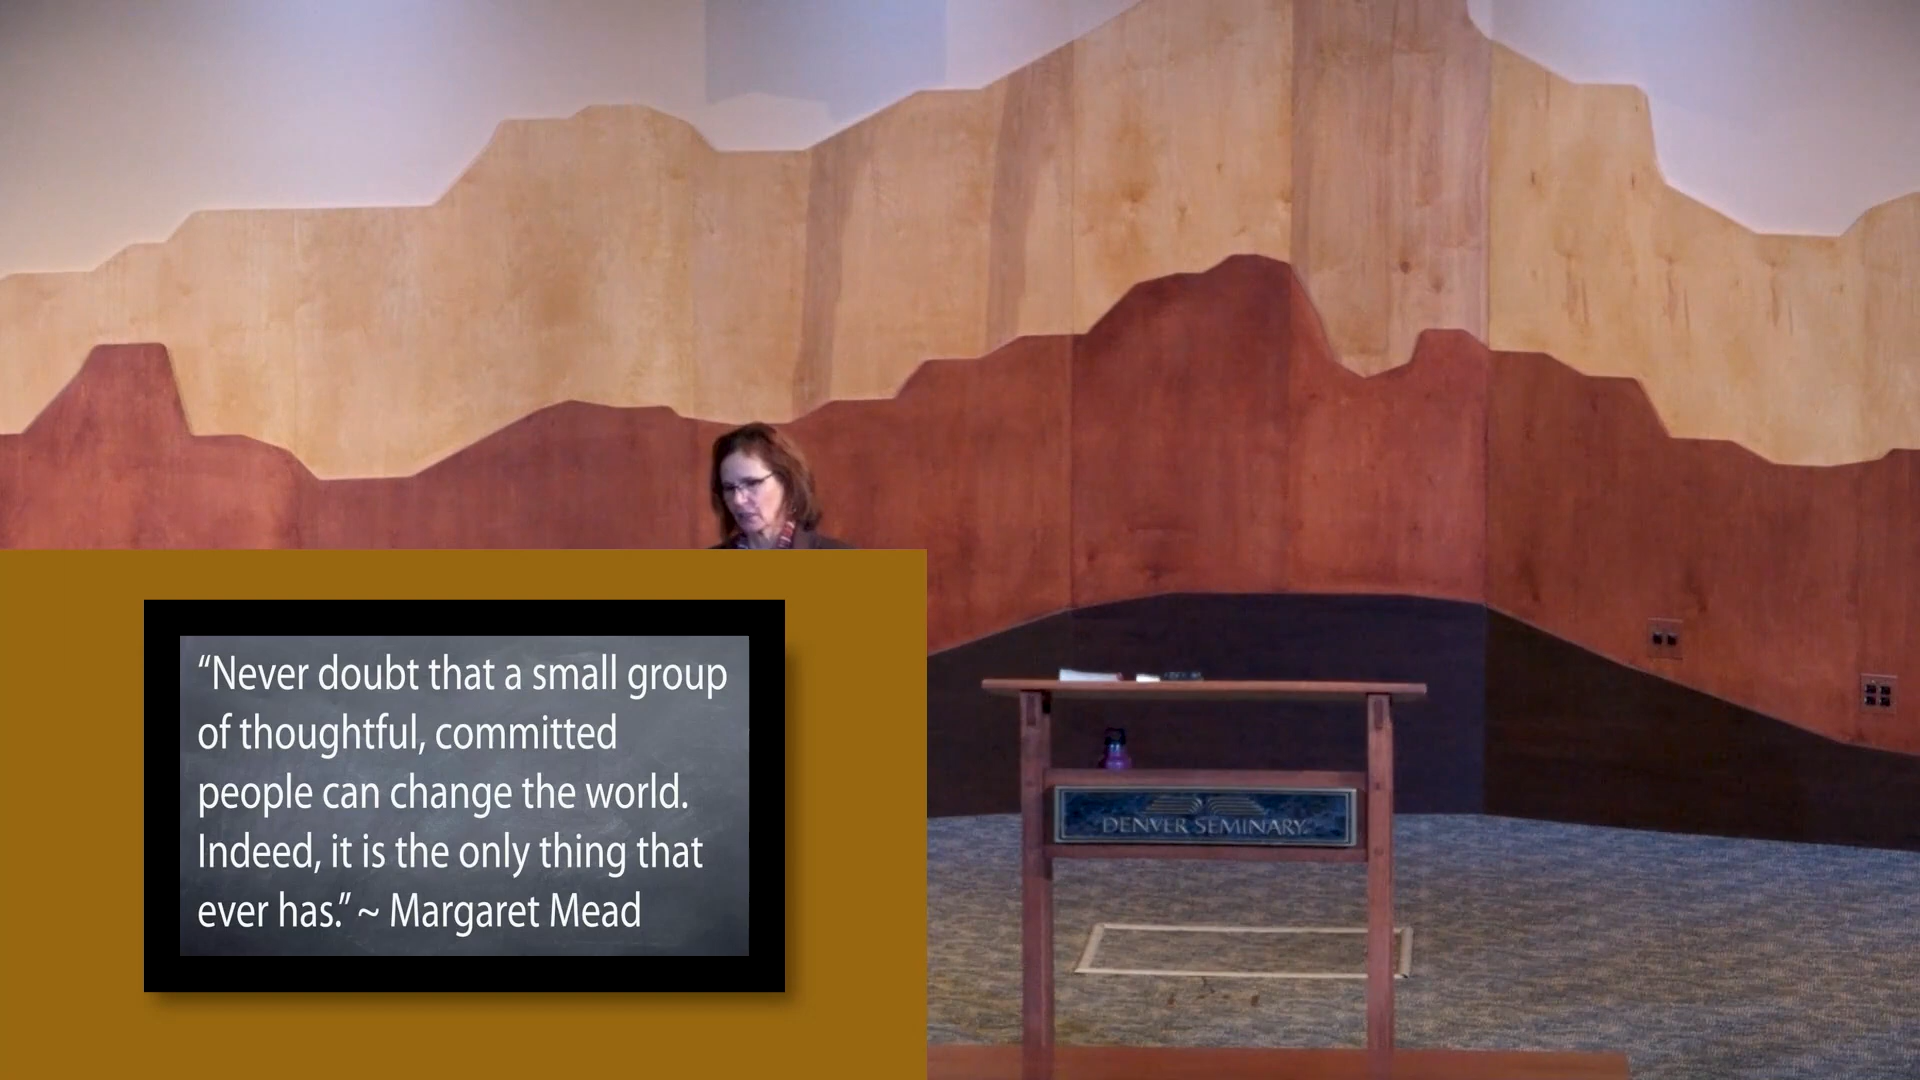 “Never doubt that a small group
of thoughtful, committed
people can change the world.
Indeed, it is the only thing that
ever has.” ~ Margaret Mead
DENVER SEMINARY